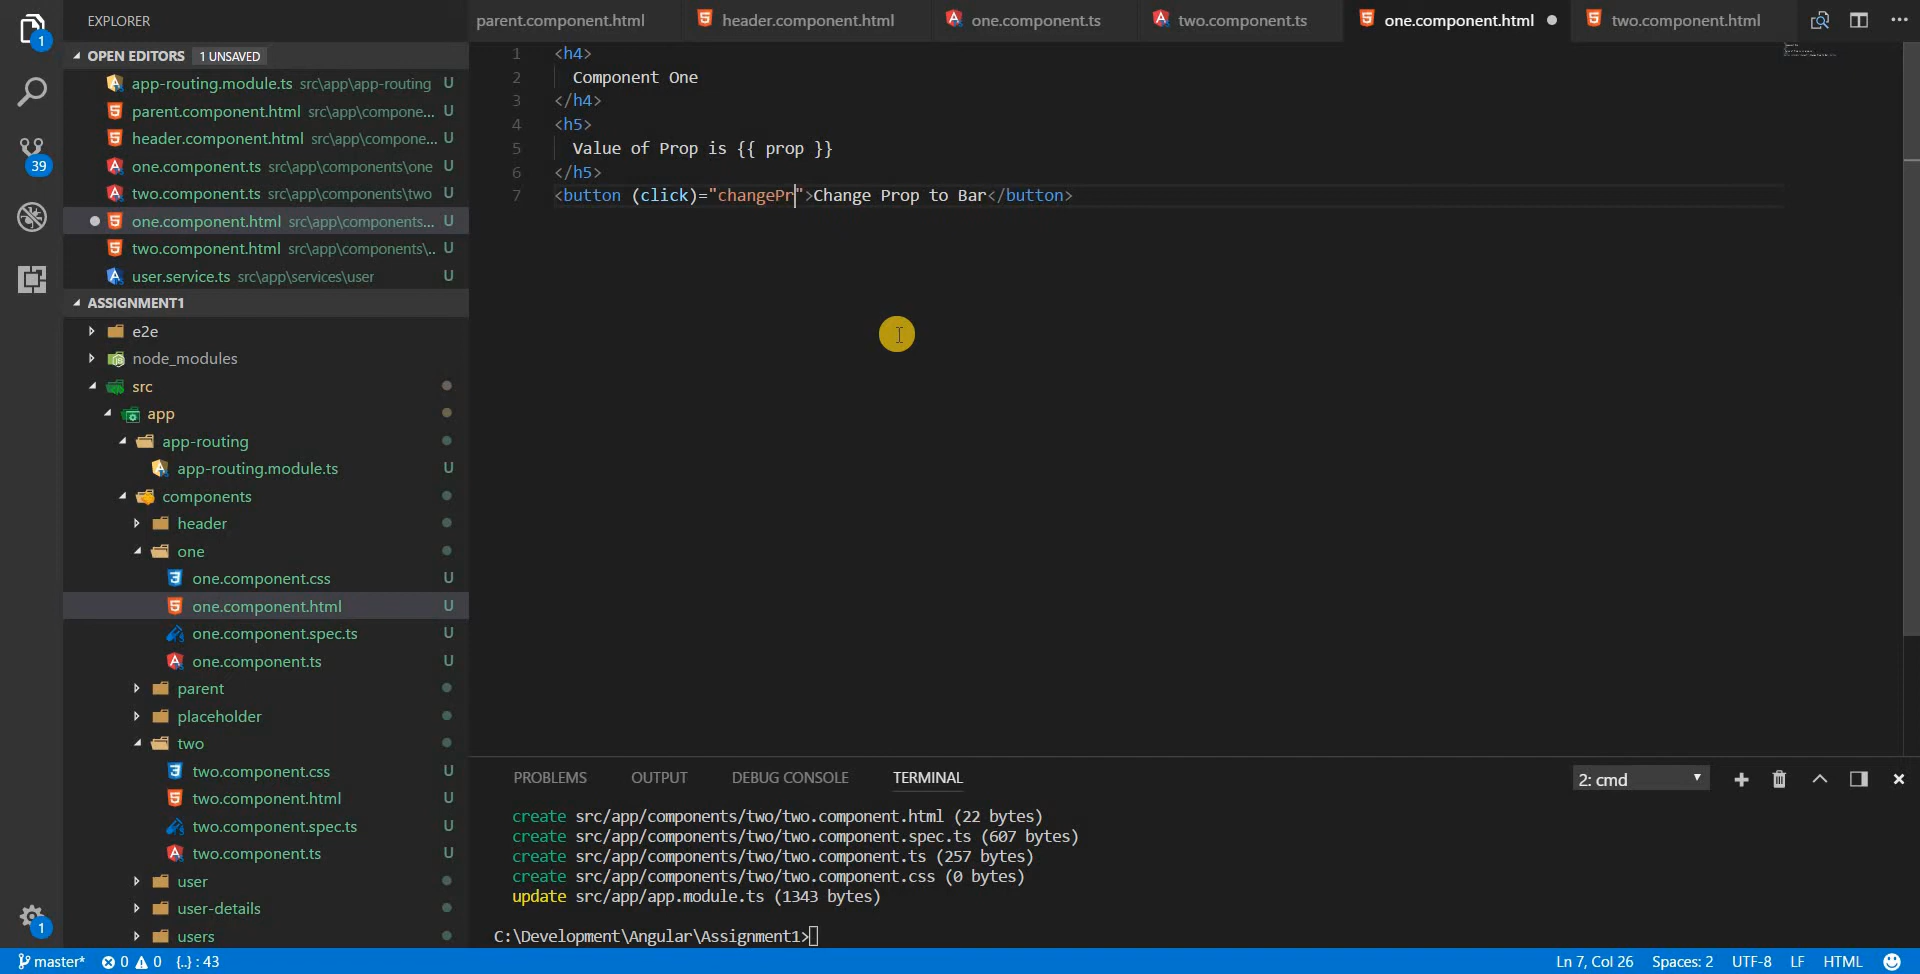 EXPLORER
OPEN EDITORS 1 UNSAVED
app-routing.module.ts src\app\app-routing U
parent.component.html src\app\compone... U
header.component.html src\app\compone... U
one.component.ts src\app\components\one U
two.component.ts src\app\components\two U
one.component.html src\app\components... U
two.component.html src\app\components\.. U
user.service.ts src\app\services\user U
ASSIGNMENT1
e2e
node_modules
src
app
app-routing
app-routing.module.ts U
components
header
one
one.component.css U
one.component.html U
one.component.spec.ts U
one.component.ts U
parent
placeholder
two
two.component.css U
two.component.html U
two.component.spec.ts U
two.component.ts U
user
user-details
users
1
39
1
parent.component.html header.component.html one.component.ts two.component.ts one.component.html two.component.html
1 <h4>
2 Component One
3 </h4>
4 <h5>
5 Value of Prop is {{ prop }}
6 </h5>
7 <button (click)="changePr">Change Prop to Bar</button>
PROBLEMS OUTPUT DEBUG CONSOLE TERMINAL 2: cmd
create src/app/components/two/two.component.html (22 bytes)
create src/app/components/two/two.component.spec.ts (607 bytes)
create src/app/components/two/two.component.ts (257 bytes)
create src/app/components/two/two.component.css (0 bytes)
update src/app/app.module.ts (1343 bytes)
C:\Development\Angular\Assignment1>
master* 0 0 {..} : 43 Ln 7, Col 26 Spaces: 2 UTF-8 LF HTML